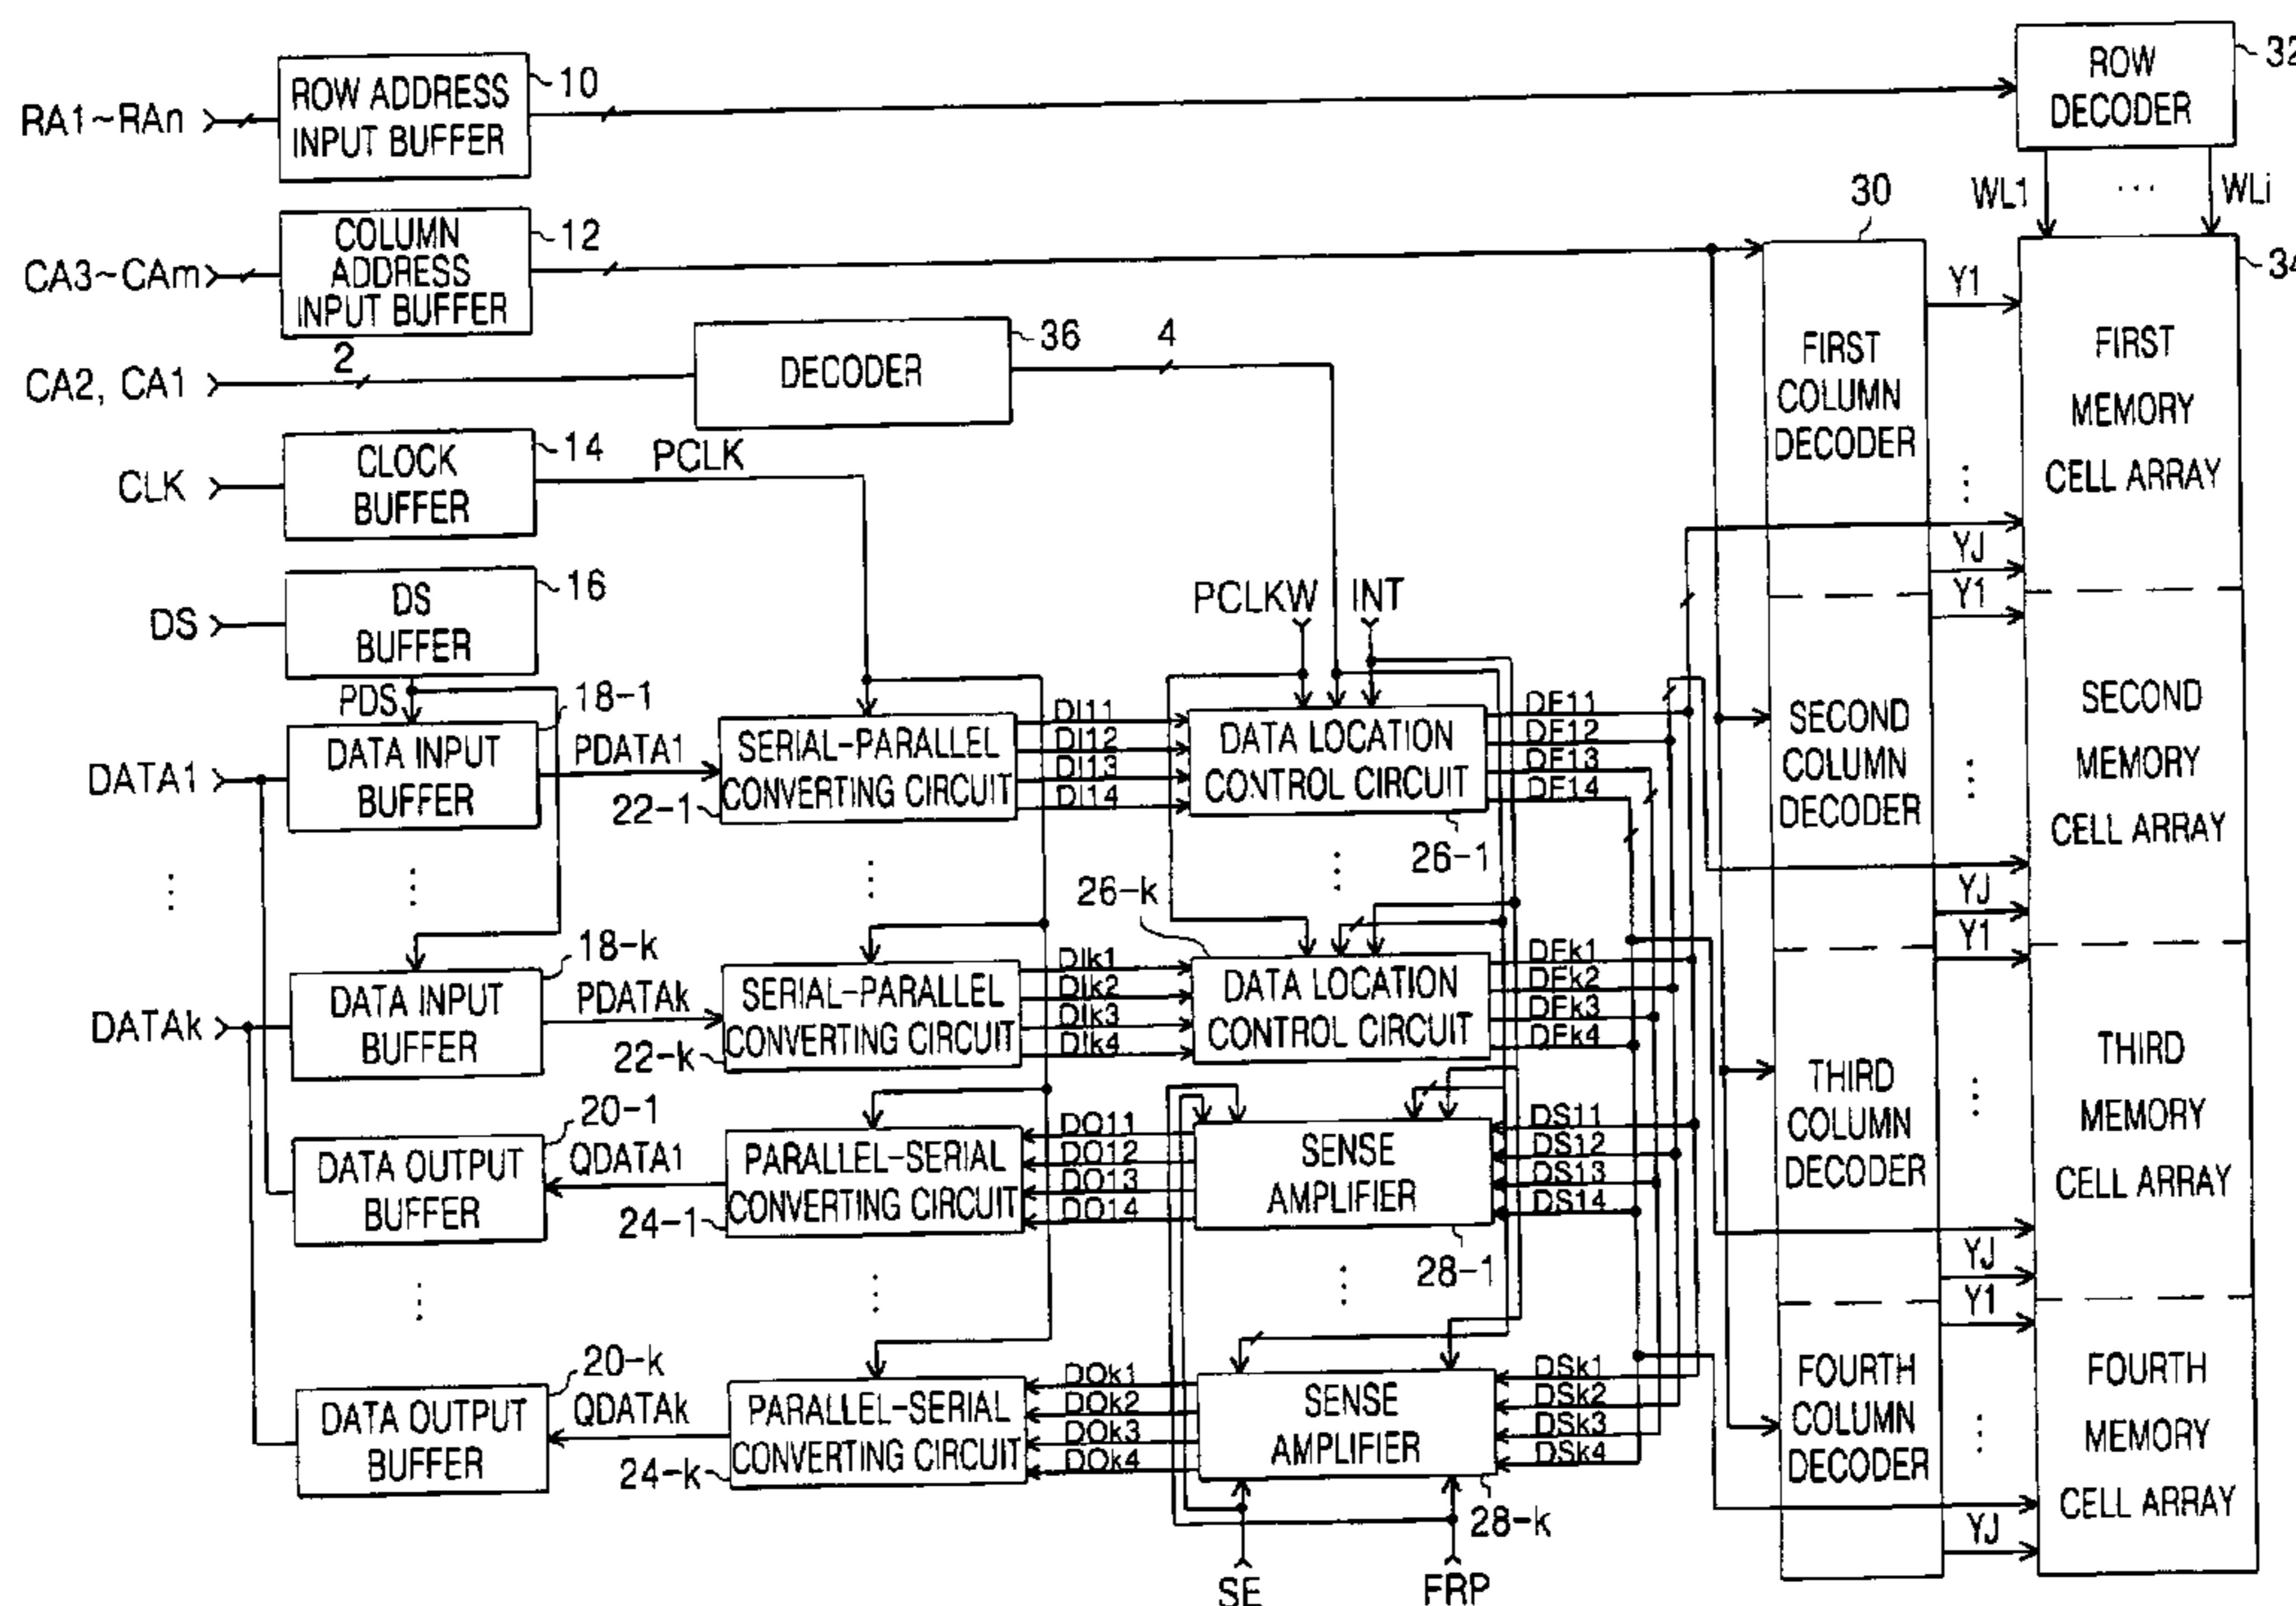 RA1~RAn
ROW ADDRESS
INPUT BUFFER
10
ROW
DECODER
32
WL1
...
WLi
CA3~CAm
COLUMN
ADDRESS
INPUT BUFFER
12
30
34
CA2, CA1
2
DECODER
36
4
CLK
CLOCK
BUFFER
14
PCLK
DS
DS
BUFFER
16
PDS
PCLKW
INT
DATA1
DATA INPUT
BUFFER
18-1
PDATA1
SERIAL-PARALLEL
CONVERTING CIRCUIT
22-1
DI11
DI12
DI13
DI14
DATA LOCATION
CONTROL CIRCUIT
26-1
DF11
DF12
DF13
DF14
DATAk
DATA INPUT
BUFFER
18-k
PDATAk
SERIAL-PARALLEL
CONVERTING CIRCUIT
22-k
DIk1
DIk2
DIk3
DIk4
26-k
DATA LOCATION
CONTROL CIRCUIT
DFk1
DFk2
DFk3
DFk4
DATA OUTPUT
BUFFER
20-1
QDATA1
PARALLEL-SERIAL
CONVERTING CIRCUIT
24-1
DO11
DO12
DO13
DO14
SENSE
AMPLIFIER
28-1
DS11
DS12
DS13
DS14
DATA OUTPUT
BUFFER
20-k
QDATAk
PARALLEL-SERIAL
CONVERTING CIRCUIT
24-k
DOk1
DOk2
DOk3
DOk4
SENSE
AMPLIFIER
28-k
DSk1
DSk2
DSk3
DSk4
SE
FRP
FIRST
COLUMN
DECODER
Y1
YJ
FIRST
MEMORY
CELL ARRAY
SECOND
COLUMN
DECODER
Y1
YJ
SECOND
MEMORY
CELL ARRAY
THIRD
COLUMN
DECODER
Y1
YJ
THIRD
MEMORY
CELL ARRAY
FOURTH
COLUMN
DECODER
Y1
YJ
FOURTH
MEMORY
CELL ARRAY